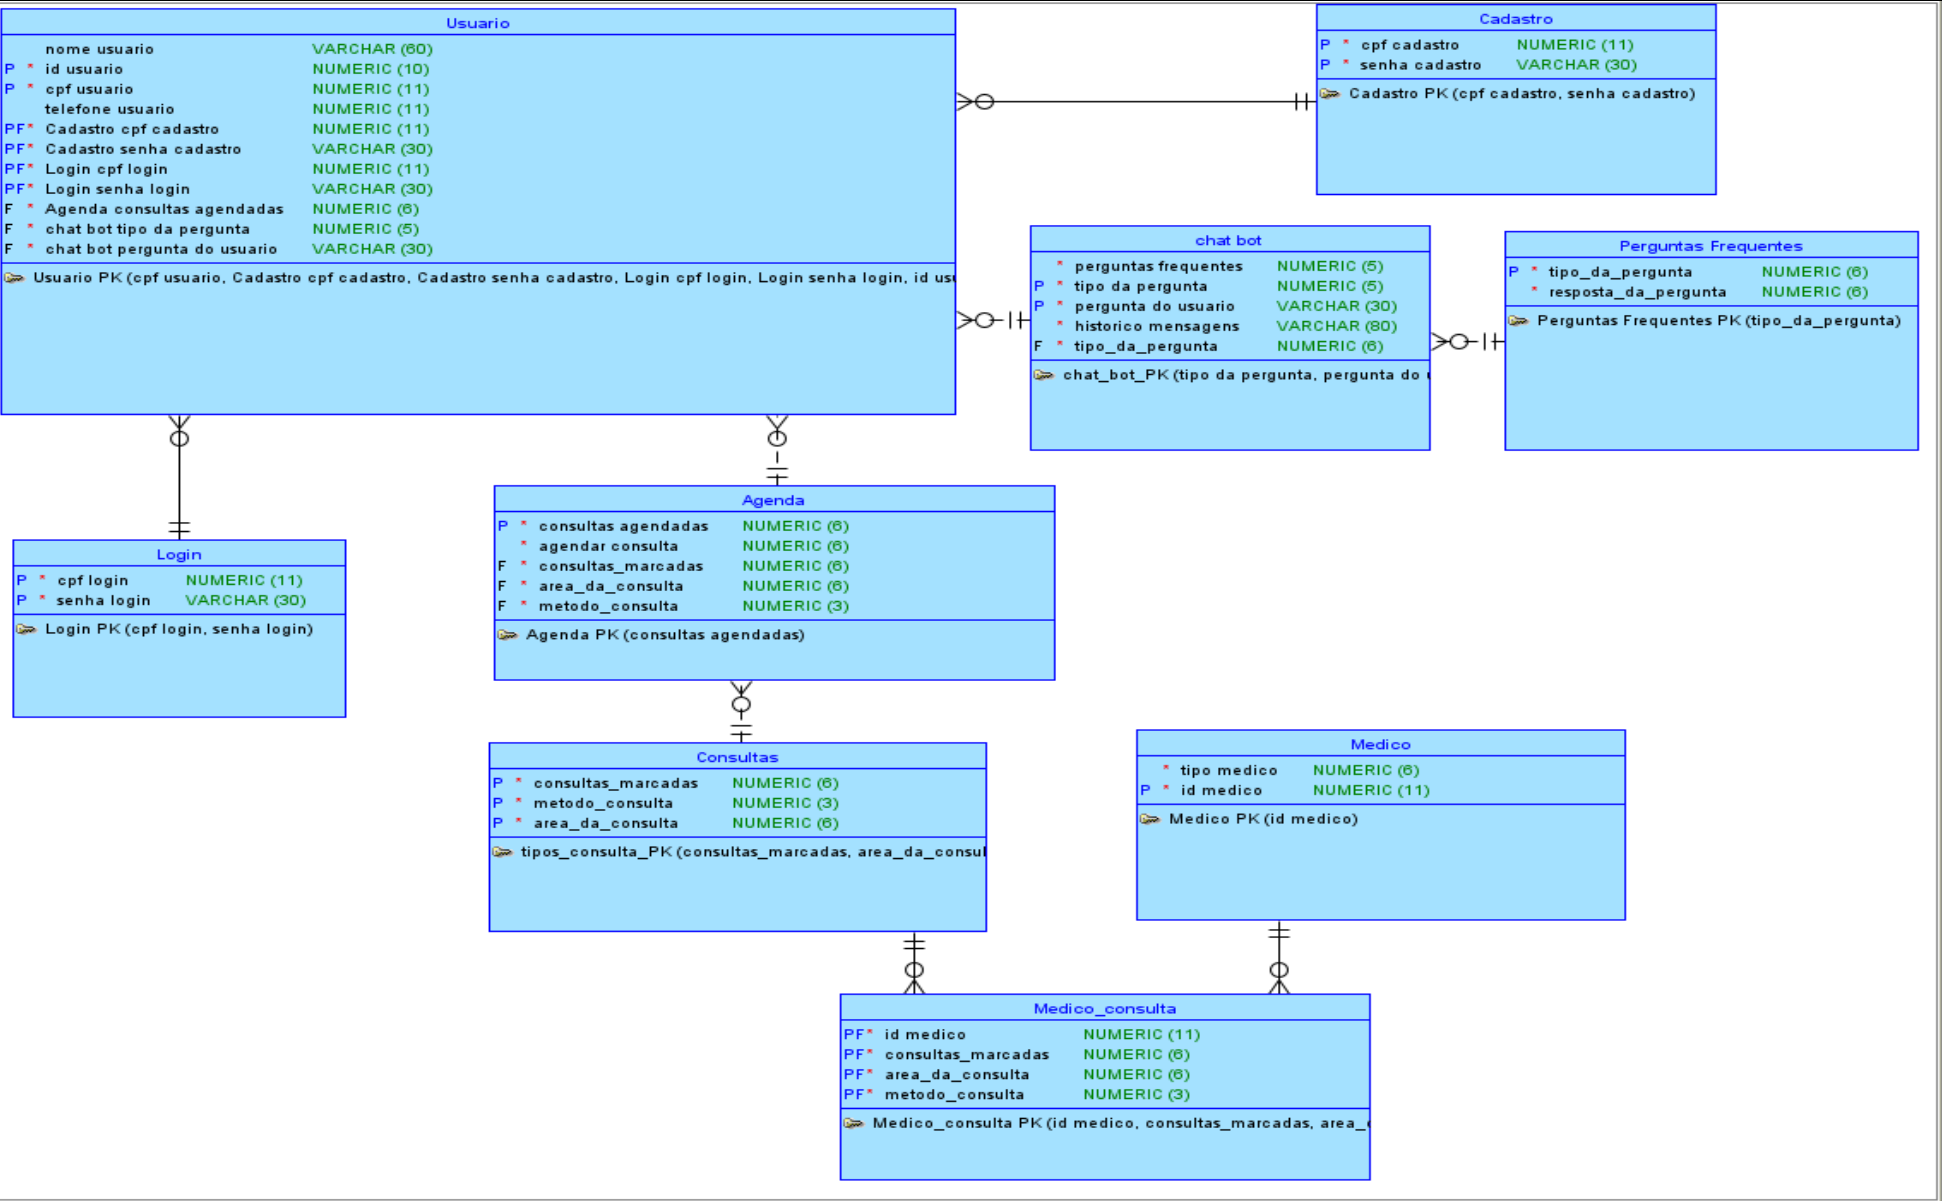 Usuario
nome usuario VARCHAR (60)
P * id usuario NUMERIC (10)
P * cpf usuario NUMERIC (11)
telefone usuario NUMERIC (11)
PF* Cadastro cpf cadastro NUMERIC (11)
PF* Cadastro senha cadastro VARCHAR (30)
PF* Login cpf login NUMERIC (11)
PF* Login senha login VARCHAR (30)
F * Agenda consultas agendadas NUMERIC (6)
F * chat bot tipo da pergunta NUMERIC (5)
F * chat bot pergunta do usuario VARCHAR (30)
Usuario PK (cpf usuario, Cadastro cpf cadastro, Cadastro senha cadastro, Login cpf login, Login senha login, id usu
Cadastro
P * cpf cadastro NUMERIC (11)
P * senha cadastro VARCHAR (30)
Cadastro PK (cpf cadastro, senha cadastro)
chat bot
* perguntas frequentes NUMERIC (5)
P * tipo da pergunta NUMERIC (5)
P * pergunta do usuario VARCHAR (30)
* historico mensagens VARCHAR (80)
F * tipo_da_pergunta NUMERIC (6)
chat_bot_PK (tipo da pergunta, pergunta do
Perguntas Frequentes
P * tipo_da_pergunta NUMERIC (6)
* resposta_da_pergunta NUMERIC (6)
Perguntas Frequentes PK (tipo_da_pergunta)
Login
P * cpf login NUMERIC (11)
P * senha login VARCHAR (30)
Login PK (cpf login, senha login)
Agenda
P * consultas agendadas NUMERIC (6)
* agendar consulta NUMERIC (6)
F * consultas_marcadas NUMERIC (6)
F * area_da_consulta NUMERIC (6)
F * metodo_consulta NUMERIC (3)
Agenda PK (consultas agendadas)
Consultas
P * consultas_marcadas NUMERIC (6)
P * metodo_consulta NUMERIC (3)
P * area_da_consulta NUMERIC (6)
tipos_consulta_PK (consultas_marcadas, area_da_consul
Medico
* tipo medico NUMERIC (6)
P * id medico NUMERIC (11)
Medico PK (id medico)
Medico_consulta
PF* id medico NUMERIC (11)
PF* consultas_marcadas NUMERIC (6)
PF* area_da_consulta NUMERIC (6)
PF* metodo_consulta NUMERIC (3)
Medico_consulta PK (id medico, consultas_marcadas, area_